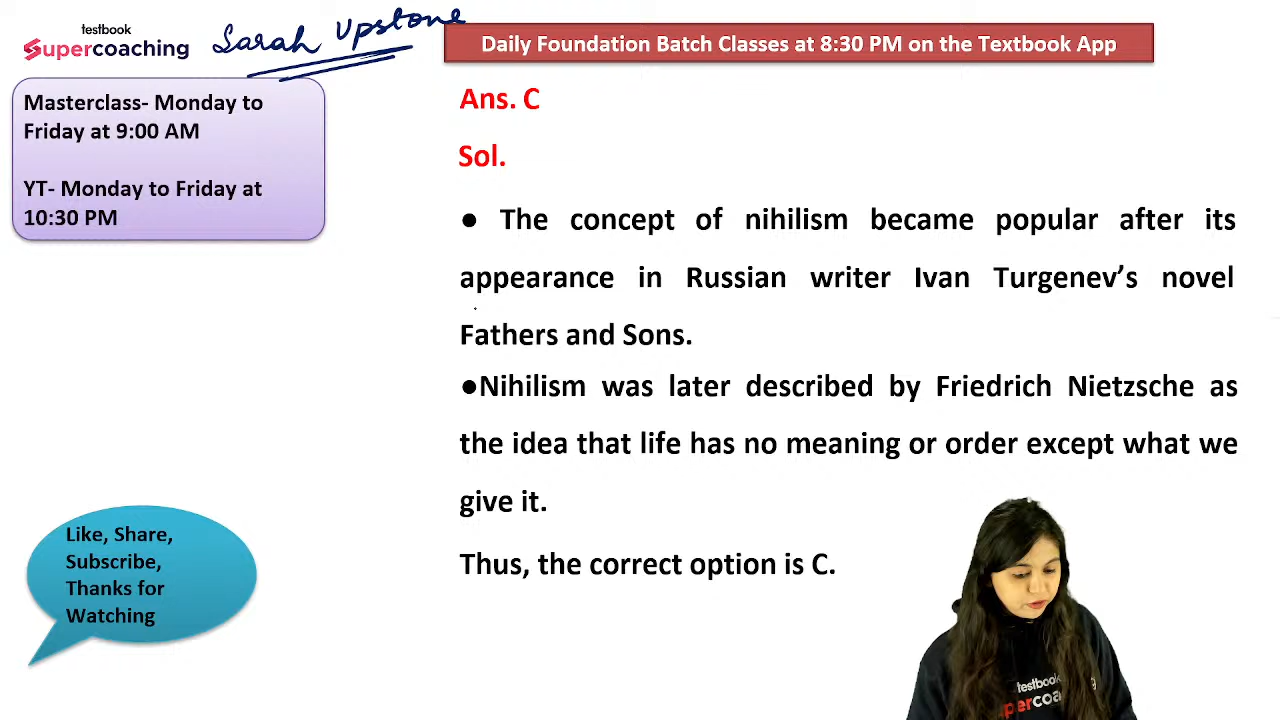 testbook
Supercoaching
Sarah Upstone
Daily Foundation Batch Classes at 8:30 PM on the Textbook App
Masterclass- Monday to
Friday at 9:00 AM
YT- Monday to Friday at
10:30 PM
Ans. C
Sol.
● The concept of nihilism became popular after its
appearance in Russian writer Ivan Turgenev’s novel
Fathers and Sons.
●Nihilism was later described by Friedrich Nietzsche as
the idea that life has no meaning or order except what we
give it.
Thus, the correct option is C.
Like, Share,
Subscribe,
Thanks for
Watching
testbook